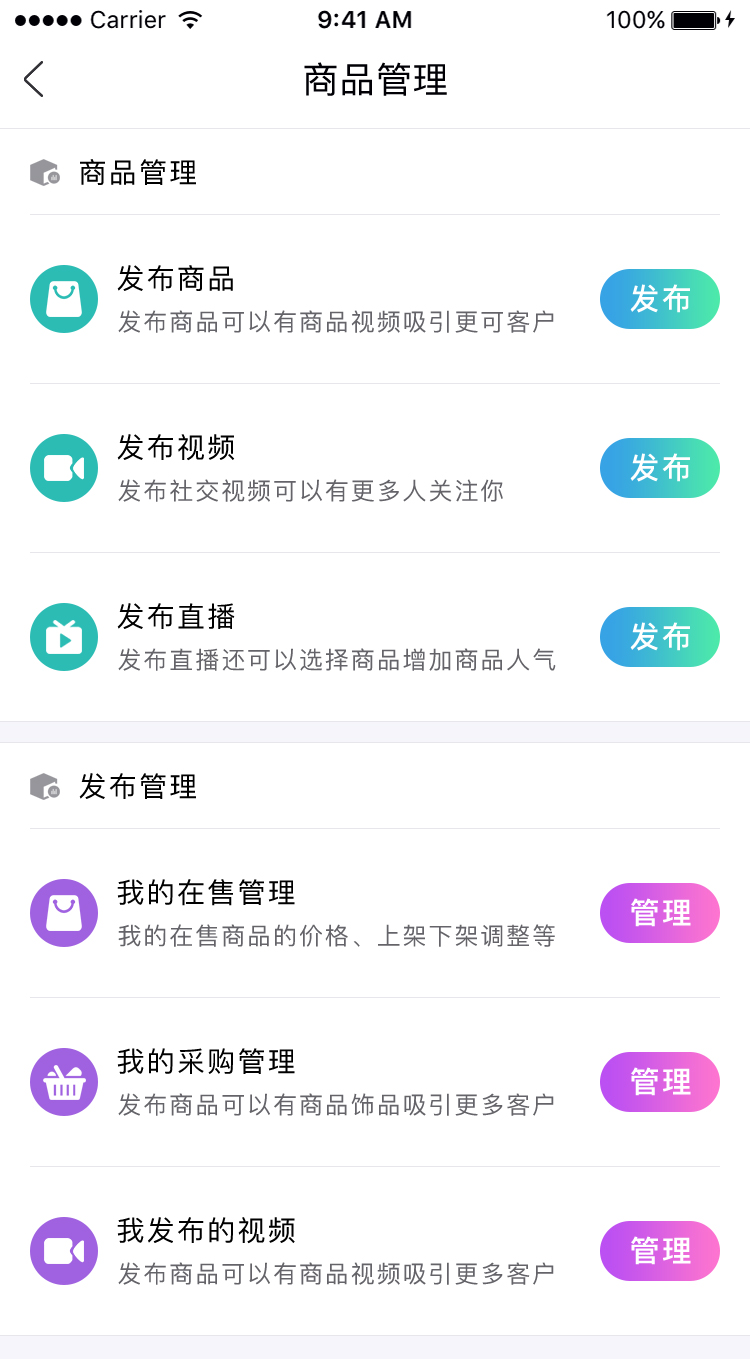 Carrier 9:41 AM 100%
商品管理
商品管理
发布商品
发布商品可以有商品视频吸引更可客户
发布
发布视频
发布社交视频可以有更多人关注你
发布
发布直播
发布直播还可以选择商品增加商品人气
发布
发布管理
我的在售管理
我的在售商品的价格、上架下架调整等
管理
我的采购管理
发布商品可以有商品饰品吸引更多客户
管理
我发布的视频
发布商品可以有商品视频吸引更多客户
管理